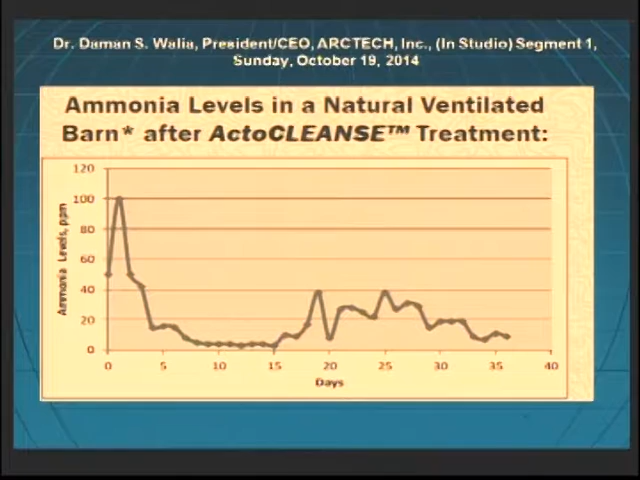 Dr. Daman S. Walia, President/CEO, ARCTECH, Inc., (In Studio) Segment 1,
Sunday, October 19, 2014
Ammonia Levels in a Natural Ventilated
Barn* after ActoCLEANSE™ Treatment:
Ammonia Levels, ppm
120
100
80
60
40
20
0
0 5 10 15 20 25 30 35 40
Days